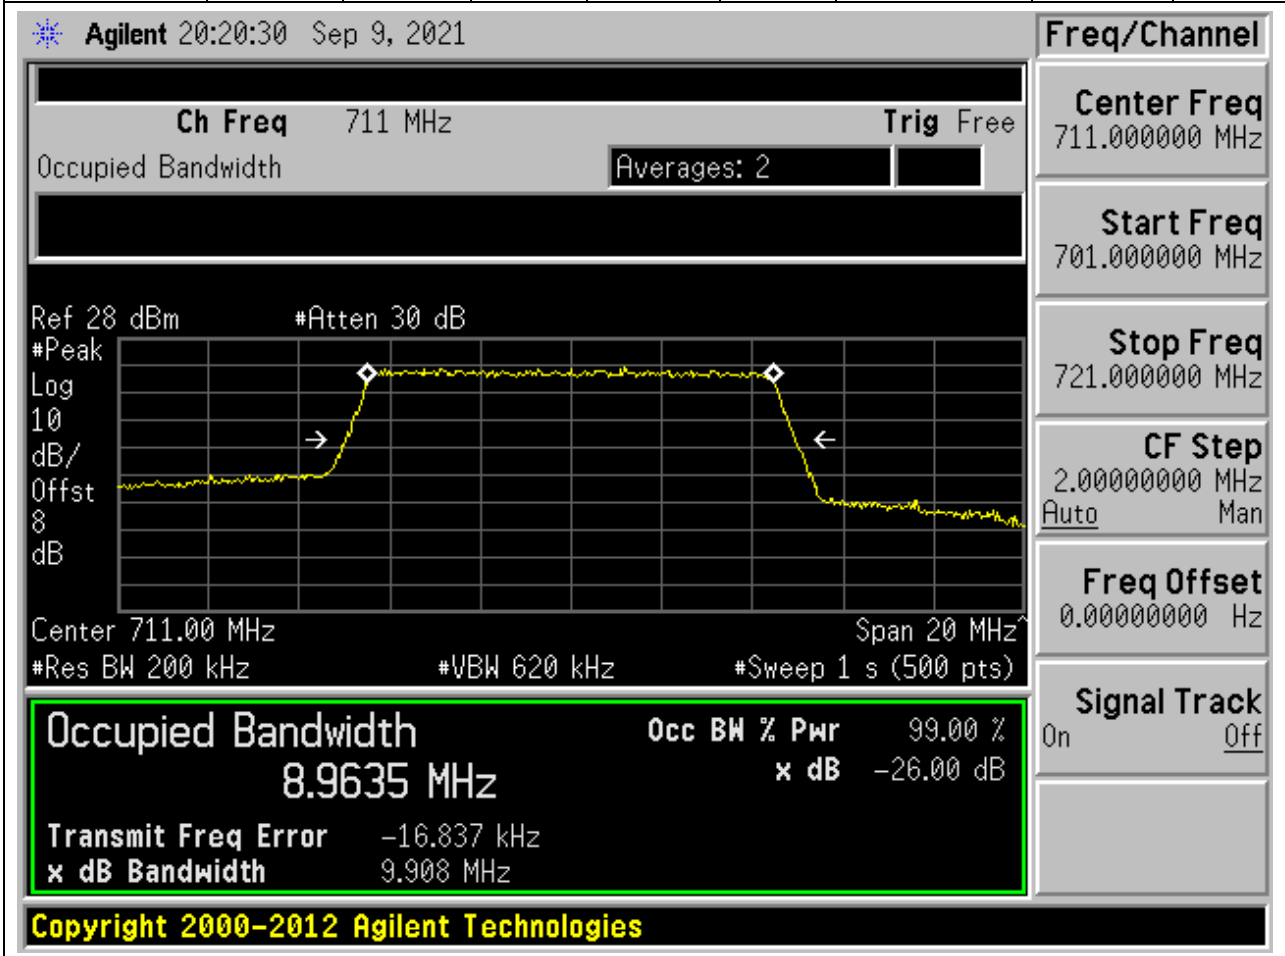 Agilent 20:20:30 Sep 9, 2021
Freq/Channel
Ch Freq 711 MHz Trig Free
Occupied Bandwidth Averages: 2
Center Freq
711.000000 MHz
Start Freq
701.000000 MHz
Stop Freq
721.000000 MHz
CF Step
2.00000000 MHz
Auto Man
Freq Offset
0.00000000 Hz
Signal Track
On Off
Ref 28 dBm #Atten 30 dB
#Peak
Log
10
dB/
Offst
8
dB
Center 711.00 MHz Span 20 MHz^
#Res BW 200 kHz #VBW 620 kHz #Sweep 1 s (500 pts)
Occupied Bandwidth Occ BW % Pwr 99.00 %
8.9635 MHz x dB -26.00 dB
Transmit Freq Error -16.837 kHz
x dB Bandwidth 9.908 MHz
Copyright 2000-2012 Agilent Technologies